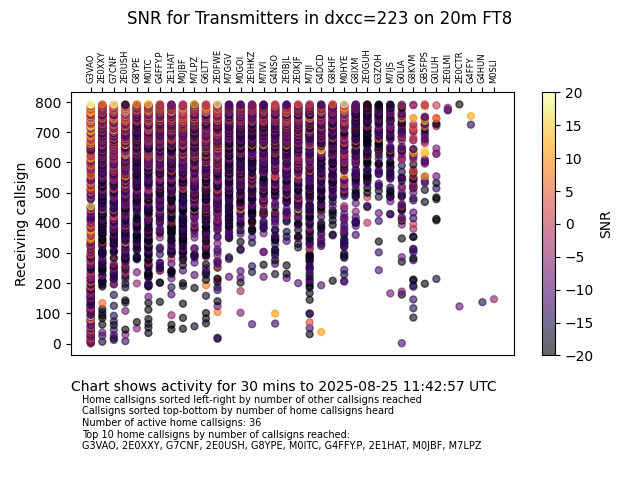 SNR for Transmitters in dxcc=223 on 20m FT8
G3VAO 2E0XXY G7CNF 2E0USH G8YPE M0ITC G4FFY.P 2E1HAT M0JBF M7LPZ G6LTT 2E0FWE M7GGV M0GOI 2E0HKZ M7IVI G4NSO 2E0BJL 2E0KJF M7IJI G4DCD G8KHF M0HYE G8IXM 2E0GUH G3ZOH M7IJS G0IJA G8KVM GB5FPS G0LUH 2E0LMI 2E0CTR G4FFY G4HUN M0SLI
800
700
600
500
400
300
200
100
0
Receiving callsign
20
15
10
5
0
−5
−10
−15
−20
SNR
Chart shows activity for 30 mins to 2025-08-25 11:42:57 UTC
Home callsigns sorted left-right by number of other callsigns reached
Callsigns sorted top-bottom by number of home callsigns heard
Number of active home callsigns: 36
Top 10 home callsigns by number of callsigns reached:
G3VAO, 2E0XXY, G7CNF, 2E0USH, G8YPE, M0ITC, G4FFY.P, 2E1HAT, M0JBF, M7LPZ